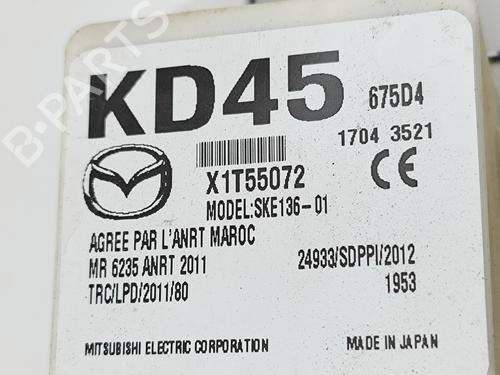 KD45 675D4
1704 3521
X1T55072
MODEL:SKE136-01
AGREE PAR L'ANRT MAROC
MR 6235 ANRT 2011 24933/SDPPI/2012
TRC/LPD/2011/80 1953
MITSUBISHI ELECTRIC CORPORATION MADE IN JAPAN
B-PARTS